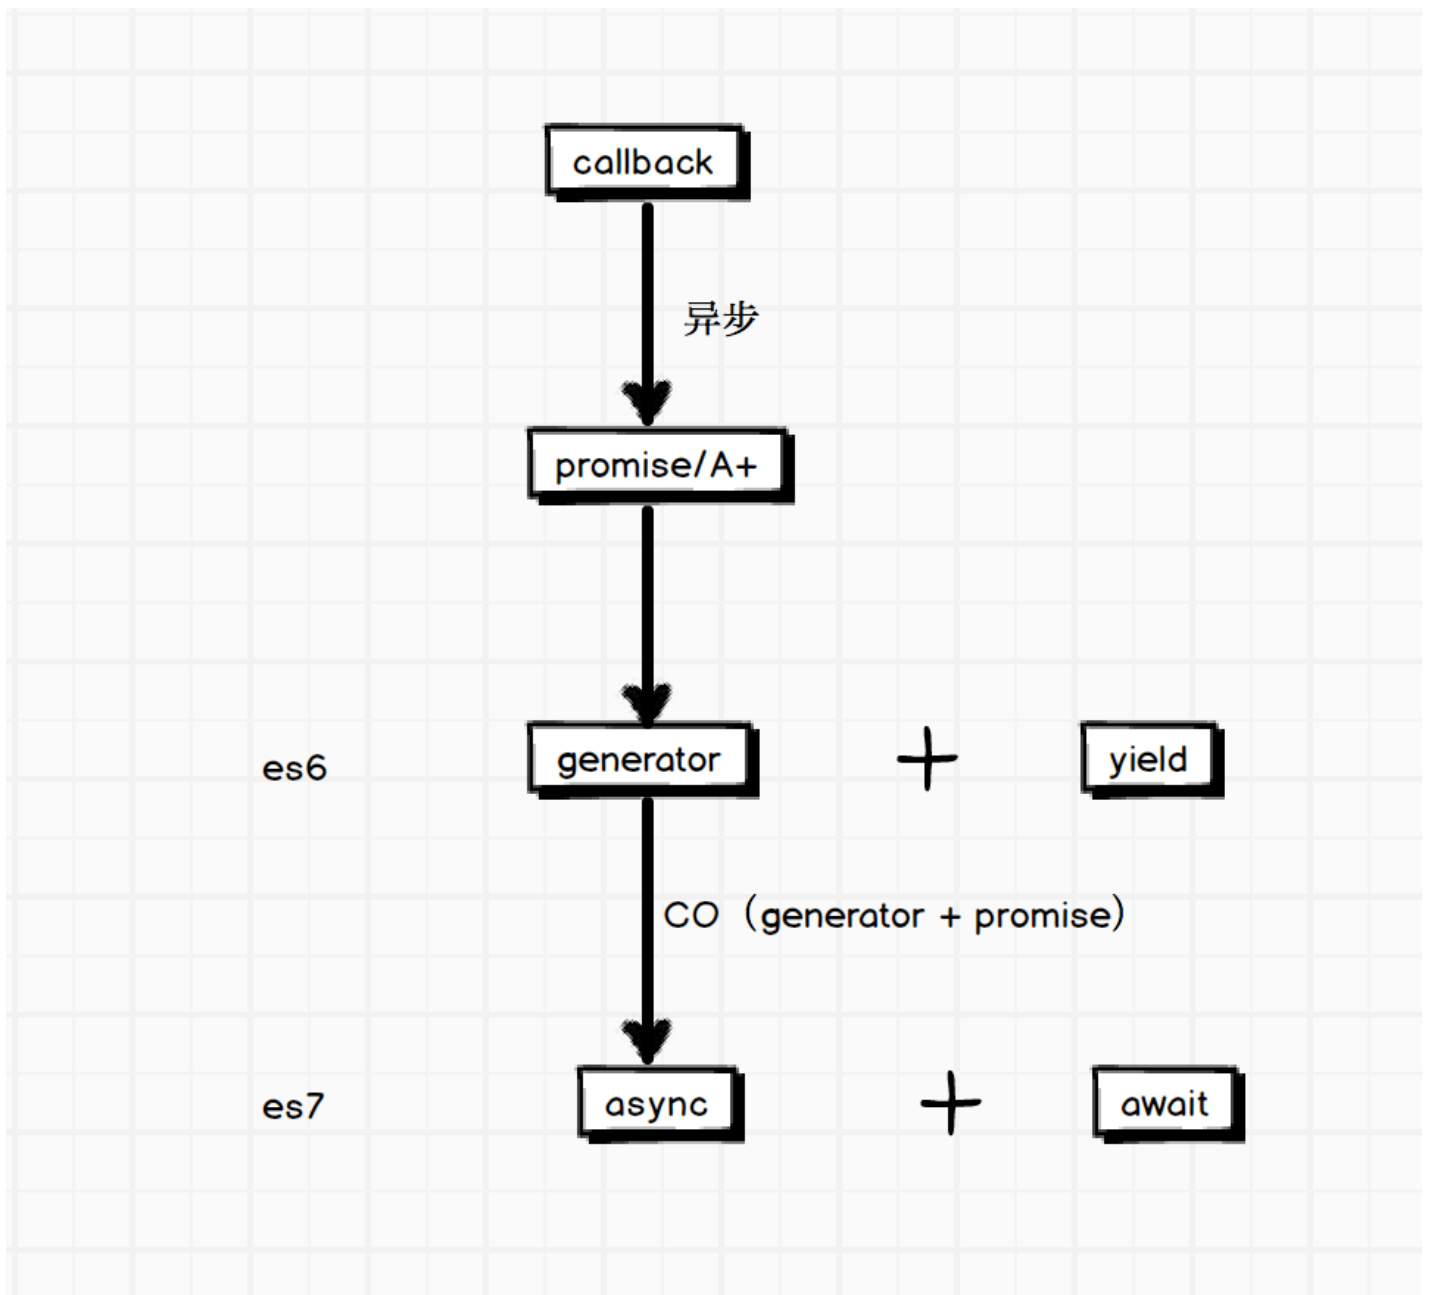 callback
异步
promise/A+
es6 generator + yield
CO（generator + promise）
es7 async + await